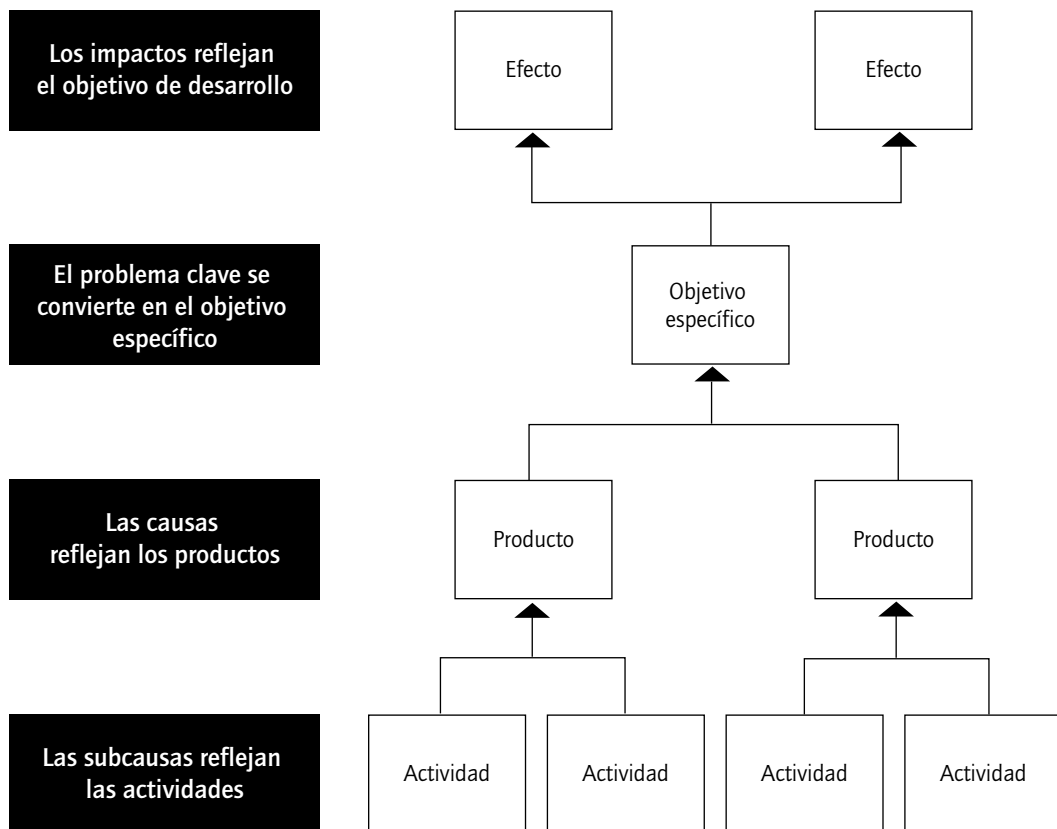 Los impactos reflejan
el objetivo de desarrollo
Efecto
Efecto
El problema clave se
convierte en el objetivo
específico
Objetivo
específico
Las causas
reflejan los productos
Producto
Producto
Las subcausas reflejan
las actividades
Actividad
Actividad
Actividad
Actividad